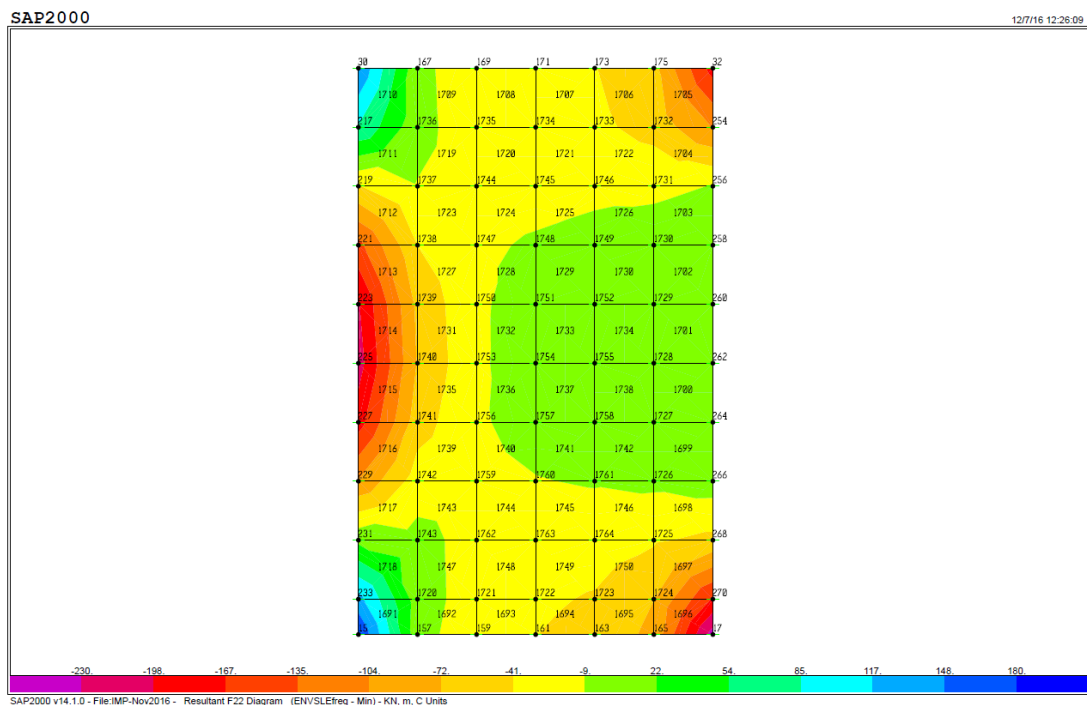 SAP2000
12/7/16 12:26:09
30 167 169 171 173 175 32
1710 1709 1708 1707 1706 1705
217 1736 1735 1734 1733 1732 254
1711 1719 1720 1721 1722 1704
219 1737 1744 1745 1746 1731 256
1712 1723 1724 1725 1726 1703
221 1738 1747 1748 1749 1730 258
1713 1727 1728 1729 1730 1702
223 1739 1750 1751 1752 1729 260
1714 1731 1732 1733 1734 1701
225 1740 1753 1754 1755 1728 262
1715 1735 1736 1737 1738 1700
227 1741 1756 1757 1758 1727 264
1716 1739 1740 1741 1742 1699
229 1742 1759 1760 1761 1726 266
1717 1743 1744 1745 1746 1698
231 1743 1762 1763 1764 1725 268
1718 1747 1748 1749 1750 1697
233 1720 1721 1722 1723 1724 270
1691 1692 1693 1694 1695 1696
15 157 159 161 163 165 17
-230 -198. -167. -135. -104. -72. -41. -9. 22. 54. 85. 117. 148. 180.
SAP2000 v14.1.0 - File:IMP-Nov2016 - Resultant F22 Diagram (ENVSLEfreq - Min) - KN, m, C Units